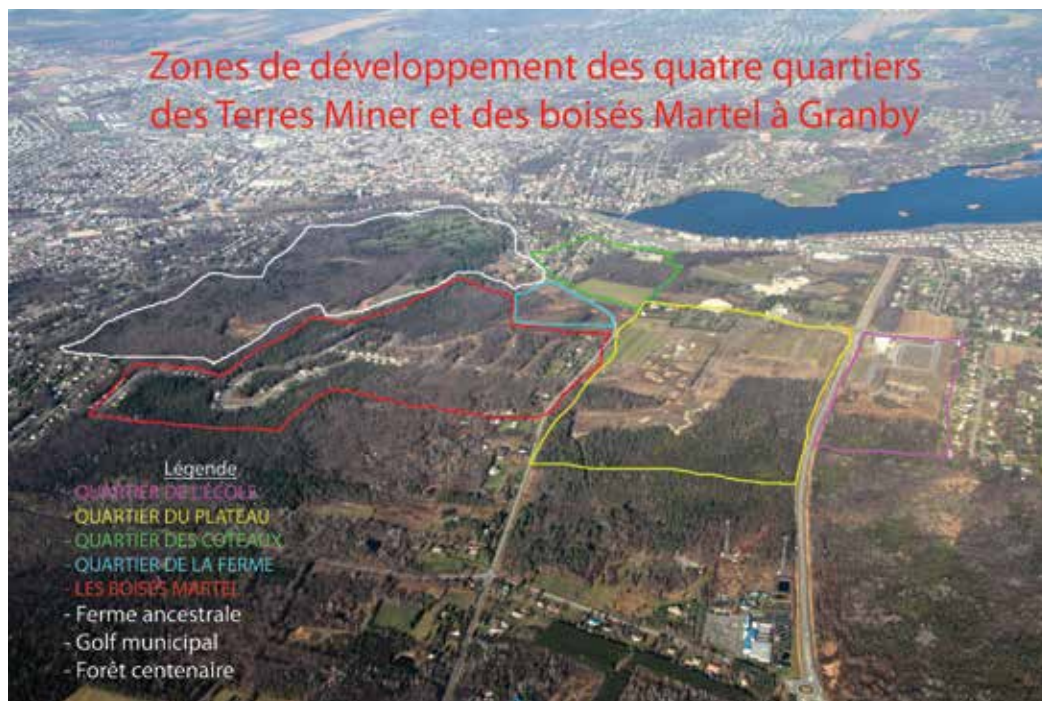 Zones de développement des quatre quartiers
des Terres Miner et des boisés Martel à Granby
Légende
- QUARTIER DE L'ÉCOLE
- QUARTIER DU PLATEAU
- QUARTIER DES COTEAUX
- QUARTIER DE LA FERME
- LES BOISÉS MARTEL
- Ferme ancestrale
- Golf municipal
- Forêt centenaire